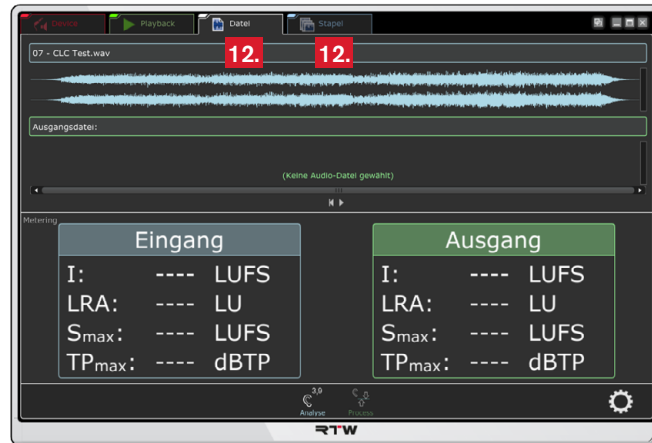 Device Playback Datei Stapel
12. 12.
07 - CLC Test.wav
Ausgangsdatei:
(Keine Audio-Datei gewählt)
Metering
Eingang
I: ---- LUFS
LRA: ---- LU
Smax: ---- LUFS
TPmax: ---- dBTP
Ausgang
I: ---- LUFS
LRA: ---- LU
Smax: ---- LUFS
TPmax: ---- dBTP
3,9
Analyse Process
RTW